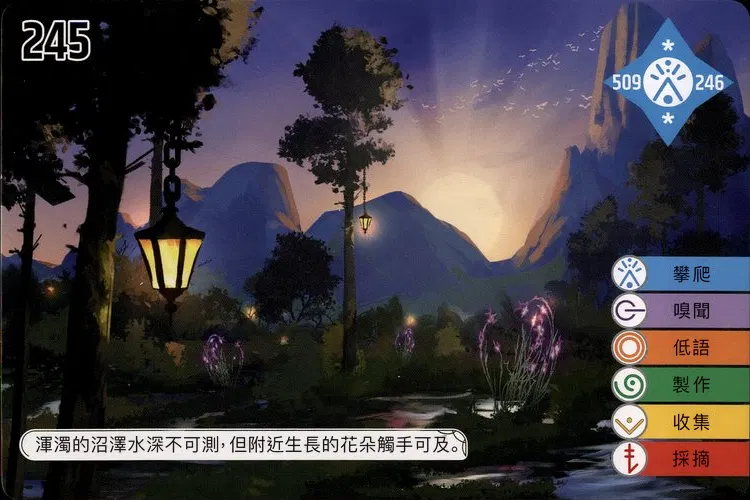 245
*
509 246
*
攀爬
嗅聞
低語
製作
收集
採摘
渾濁的沼澤水深不可測，但附近生長的花朵觸手可及。